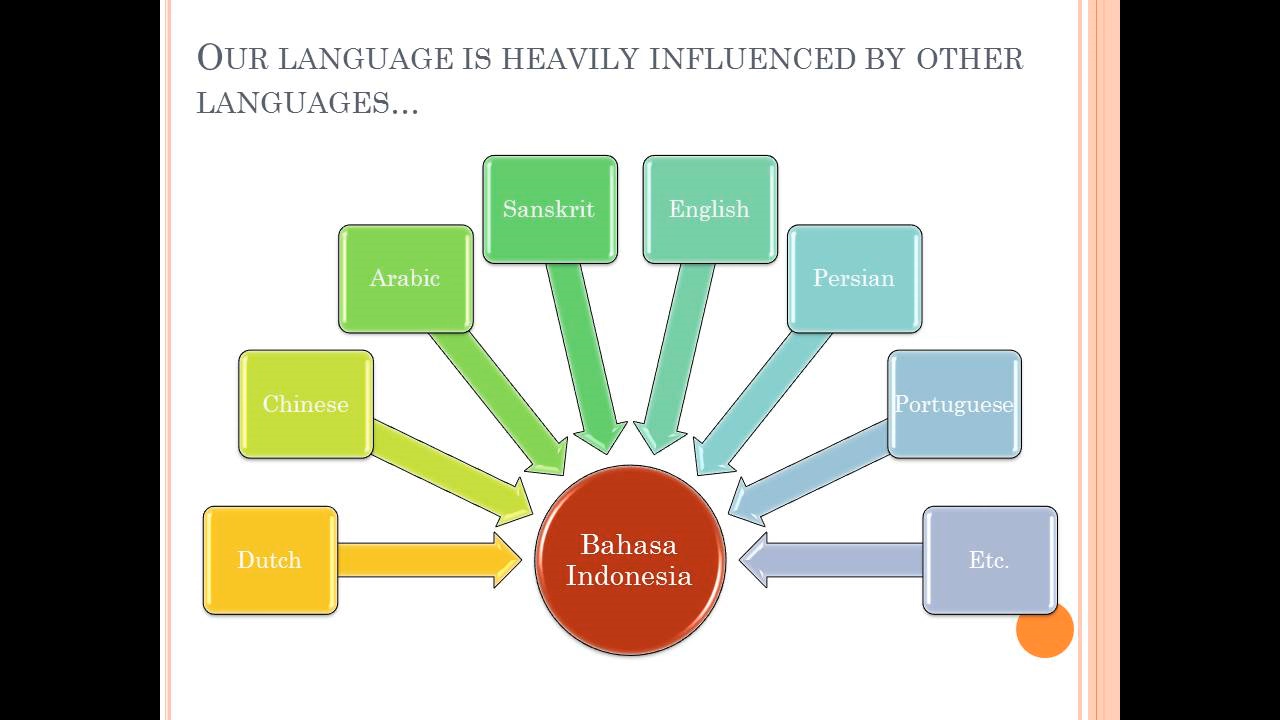 OUR LANGUAGE IS HEAVILY INFLUENCED BY OTHER
LANGUAGES...
Sanskrit
English
Arabic
Persian
Chinese
Portuguese
Dutch
Bahasa
Indonesia
Etc.